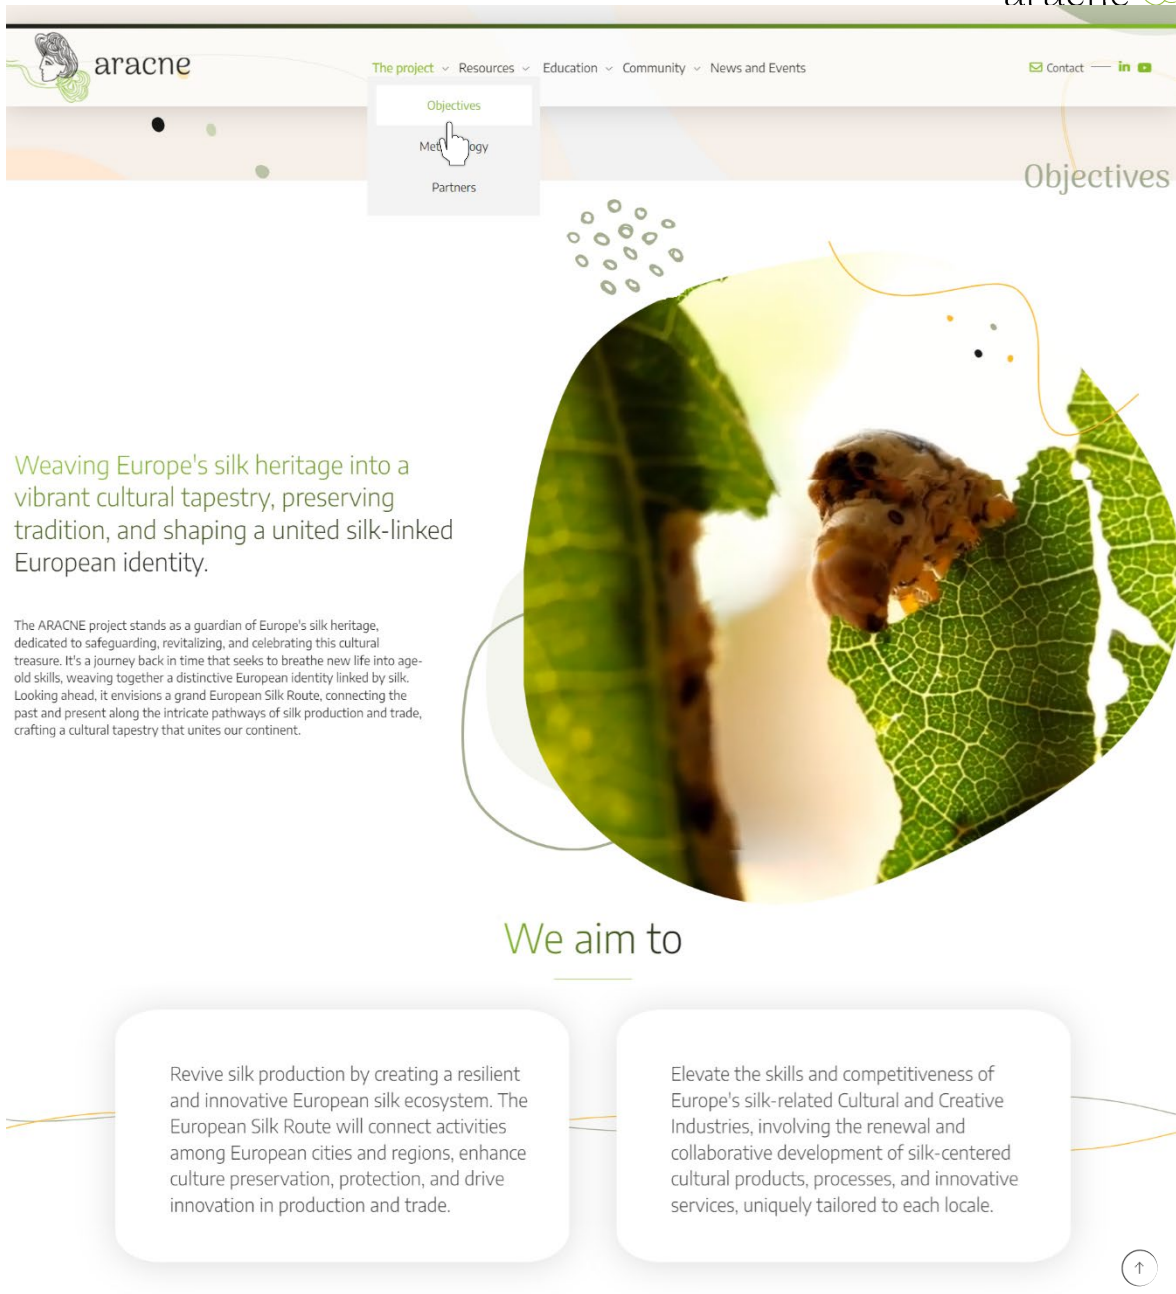 aracne
aracne
The project Resources Education Community News and Events Contact in
Objectives
Partners
Objectives
Weaving Europe's silk heritage into a
vibrant cultural tapestry, preserving
tradition, and shaping a united silk-linked
European identity.
The ARACNE project stands as a guardian of Europe's silk heritage,
dedicated to safeguarding, revitalizing, and celebrating this cultural
treasure. It's a journey back in time that seeks to breathe new life into age-
old skills, weaving together a distinctive European identity linked by silk.
Looking ahead, it envisions a grand European Silk Route, connecting the
past and present along the intricate pathways of silk production and trade,
crafting a cultural tapestry that unites our continent.
We aim to
Revive silk production by creating a resilient
and innovative European silk ecosystem. The
European Silk Route will connect activities
among European cities and regions, enhance
culture preservation, protection, and drive
innovation in production and trade.
Elevate the skills and competitiveness of
Europe's silk-related Cultural and Creative
Industries, involving the renewal and
collaborative development of silk-centered
cultural products, processes, and innovative
services, uniquely tailored to each locale.